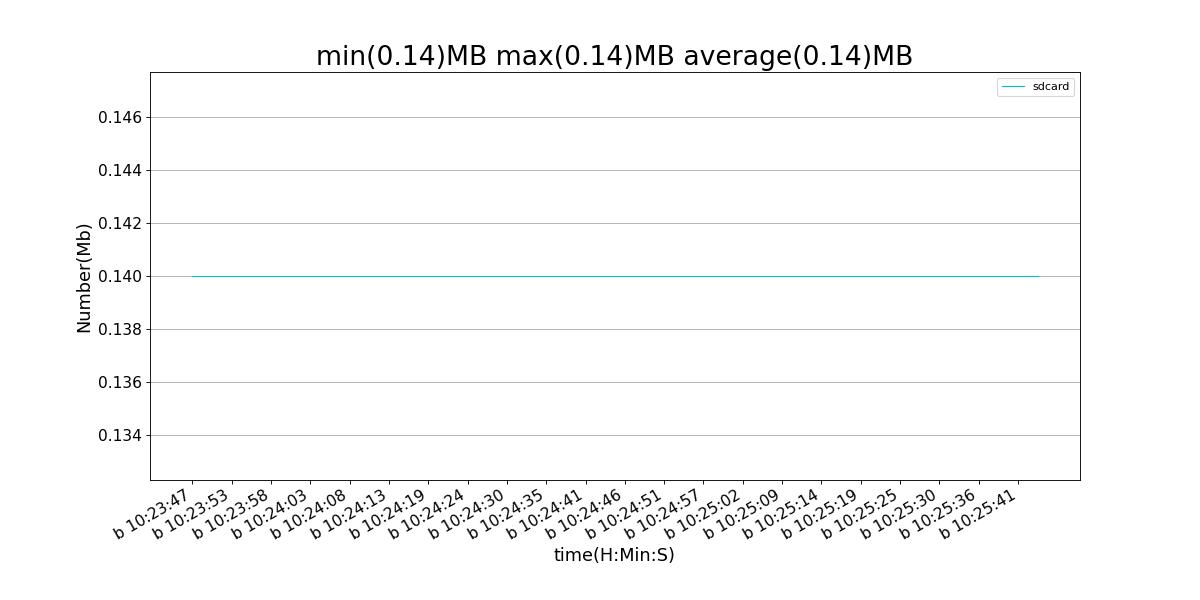 min(0.14)MB max(0.14)MB average(0.14)MB
sdcard
0.146
0.144
0.142
0.140
0.138
0.136
0.134
Number(Mb)
b 10:23:47
b 10:23:53
b 10:23:58
b 10:24:03
b 10:24:08
b 10:24:13
b 10:24:19
b 10:24:24
b 10:24:30
b 10:24:35
b 10:24:41
b 10:24:46
b 10:24:51
b 10:24:57
b 10:25:02
b 10:25:09
b 10:25:14
b 10:25:19
b 10:25:25
b 10:25:30
b 10:25:36
b 10:25:41
time(H:Min:S)